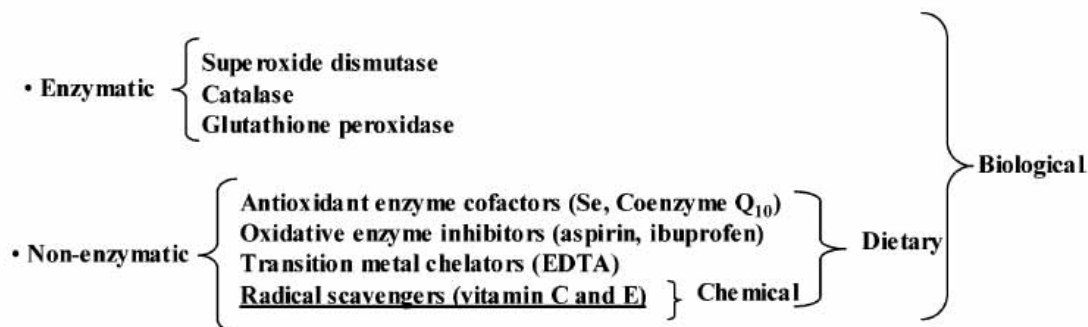 Superoxide dismutase
• Enzymatic
Catalase
Glutathione peroxidase
Biological
Antioxidant enzyme cofactors (Se, Coenzyme Q10)
Oxidative enzyme inhibitors (aspirin, ibuprofen)
Dietary
• Non-enzymatic
Transition metal chelators (EDTA)
Radical scavengers (vitamin C and E)
Chemical